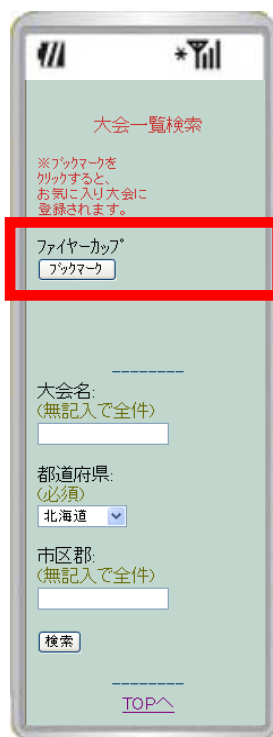 大会一覧検索
※ﾌﾞｯｸﾏｰｸを
ｸﾘｯｸすると、
お気に入り大会に
登録されます。
ﾌｧｲﾔｰｶｯﾌﾟ
ﾌﾞｯｸﾏｰｸ
--------
大会名:
(無記入で全件)
都道府県:
(必須)
北海道
市区郡:
(無記入で全件)
検索
--------
TOPへ